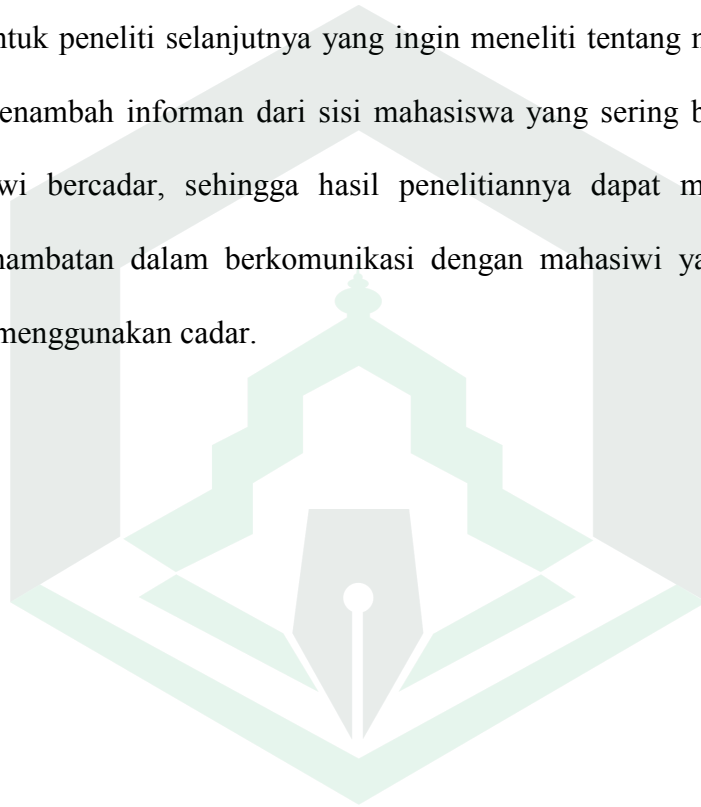 ntuk peneliti selanjutnya yang ingin meneliti tentang
enambah informan dari sisi mahasiswa yang sering
wi bercadar, sehingga hasil penelitiannya dapat
hambatan dalam berkomunikasi dengan mahasiwi
menggunakan cadar.